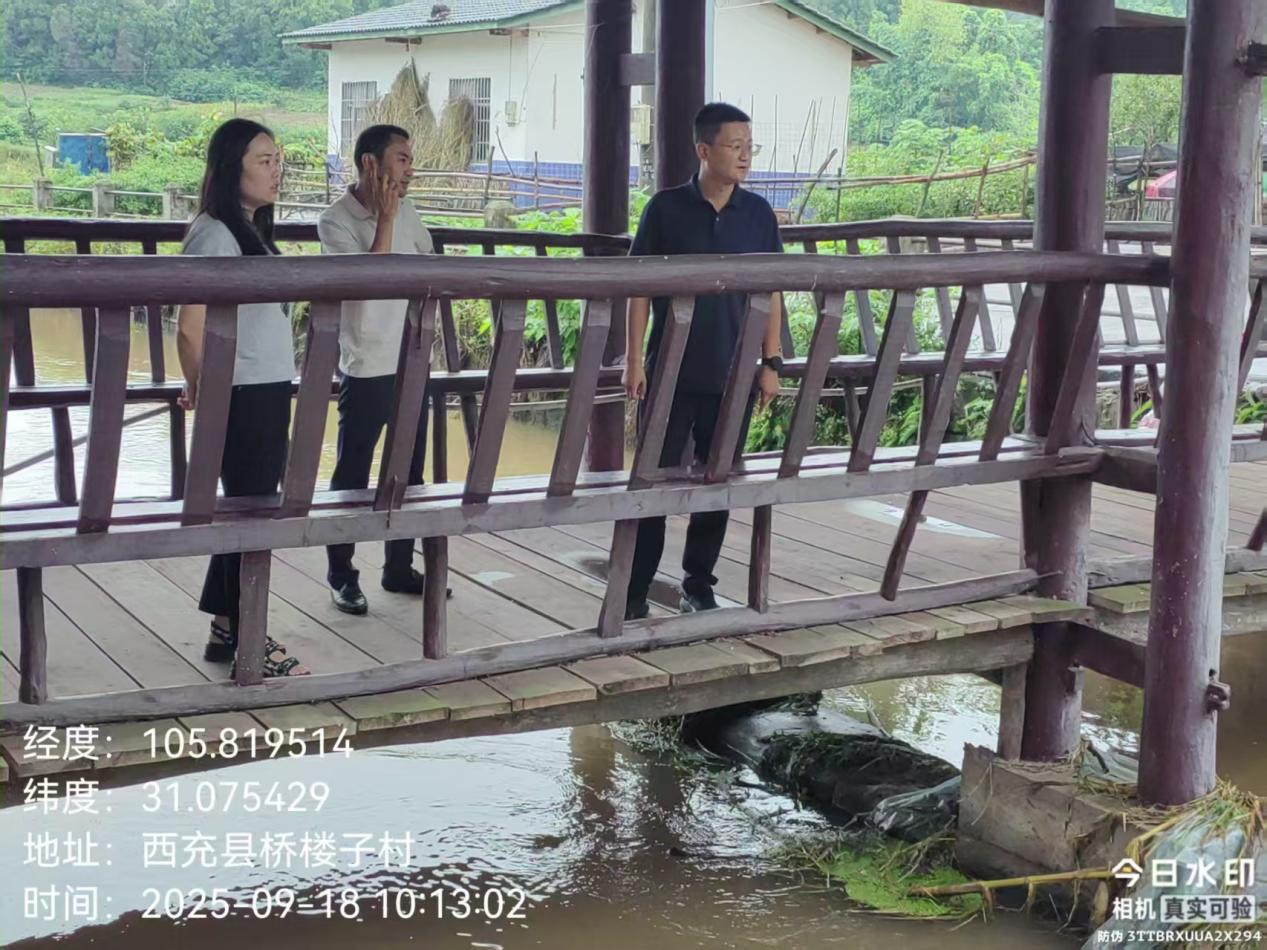 经度：105.819514
纬度：31.075429
地址：西充县桥楼子村
时间：2025-09-18 10:13:02
今日水印
相机 真实可验
防伪 3TTBRXUUA2X294